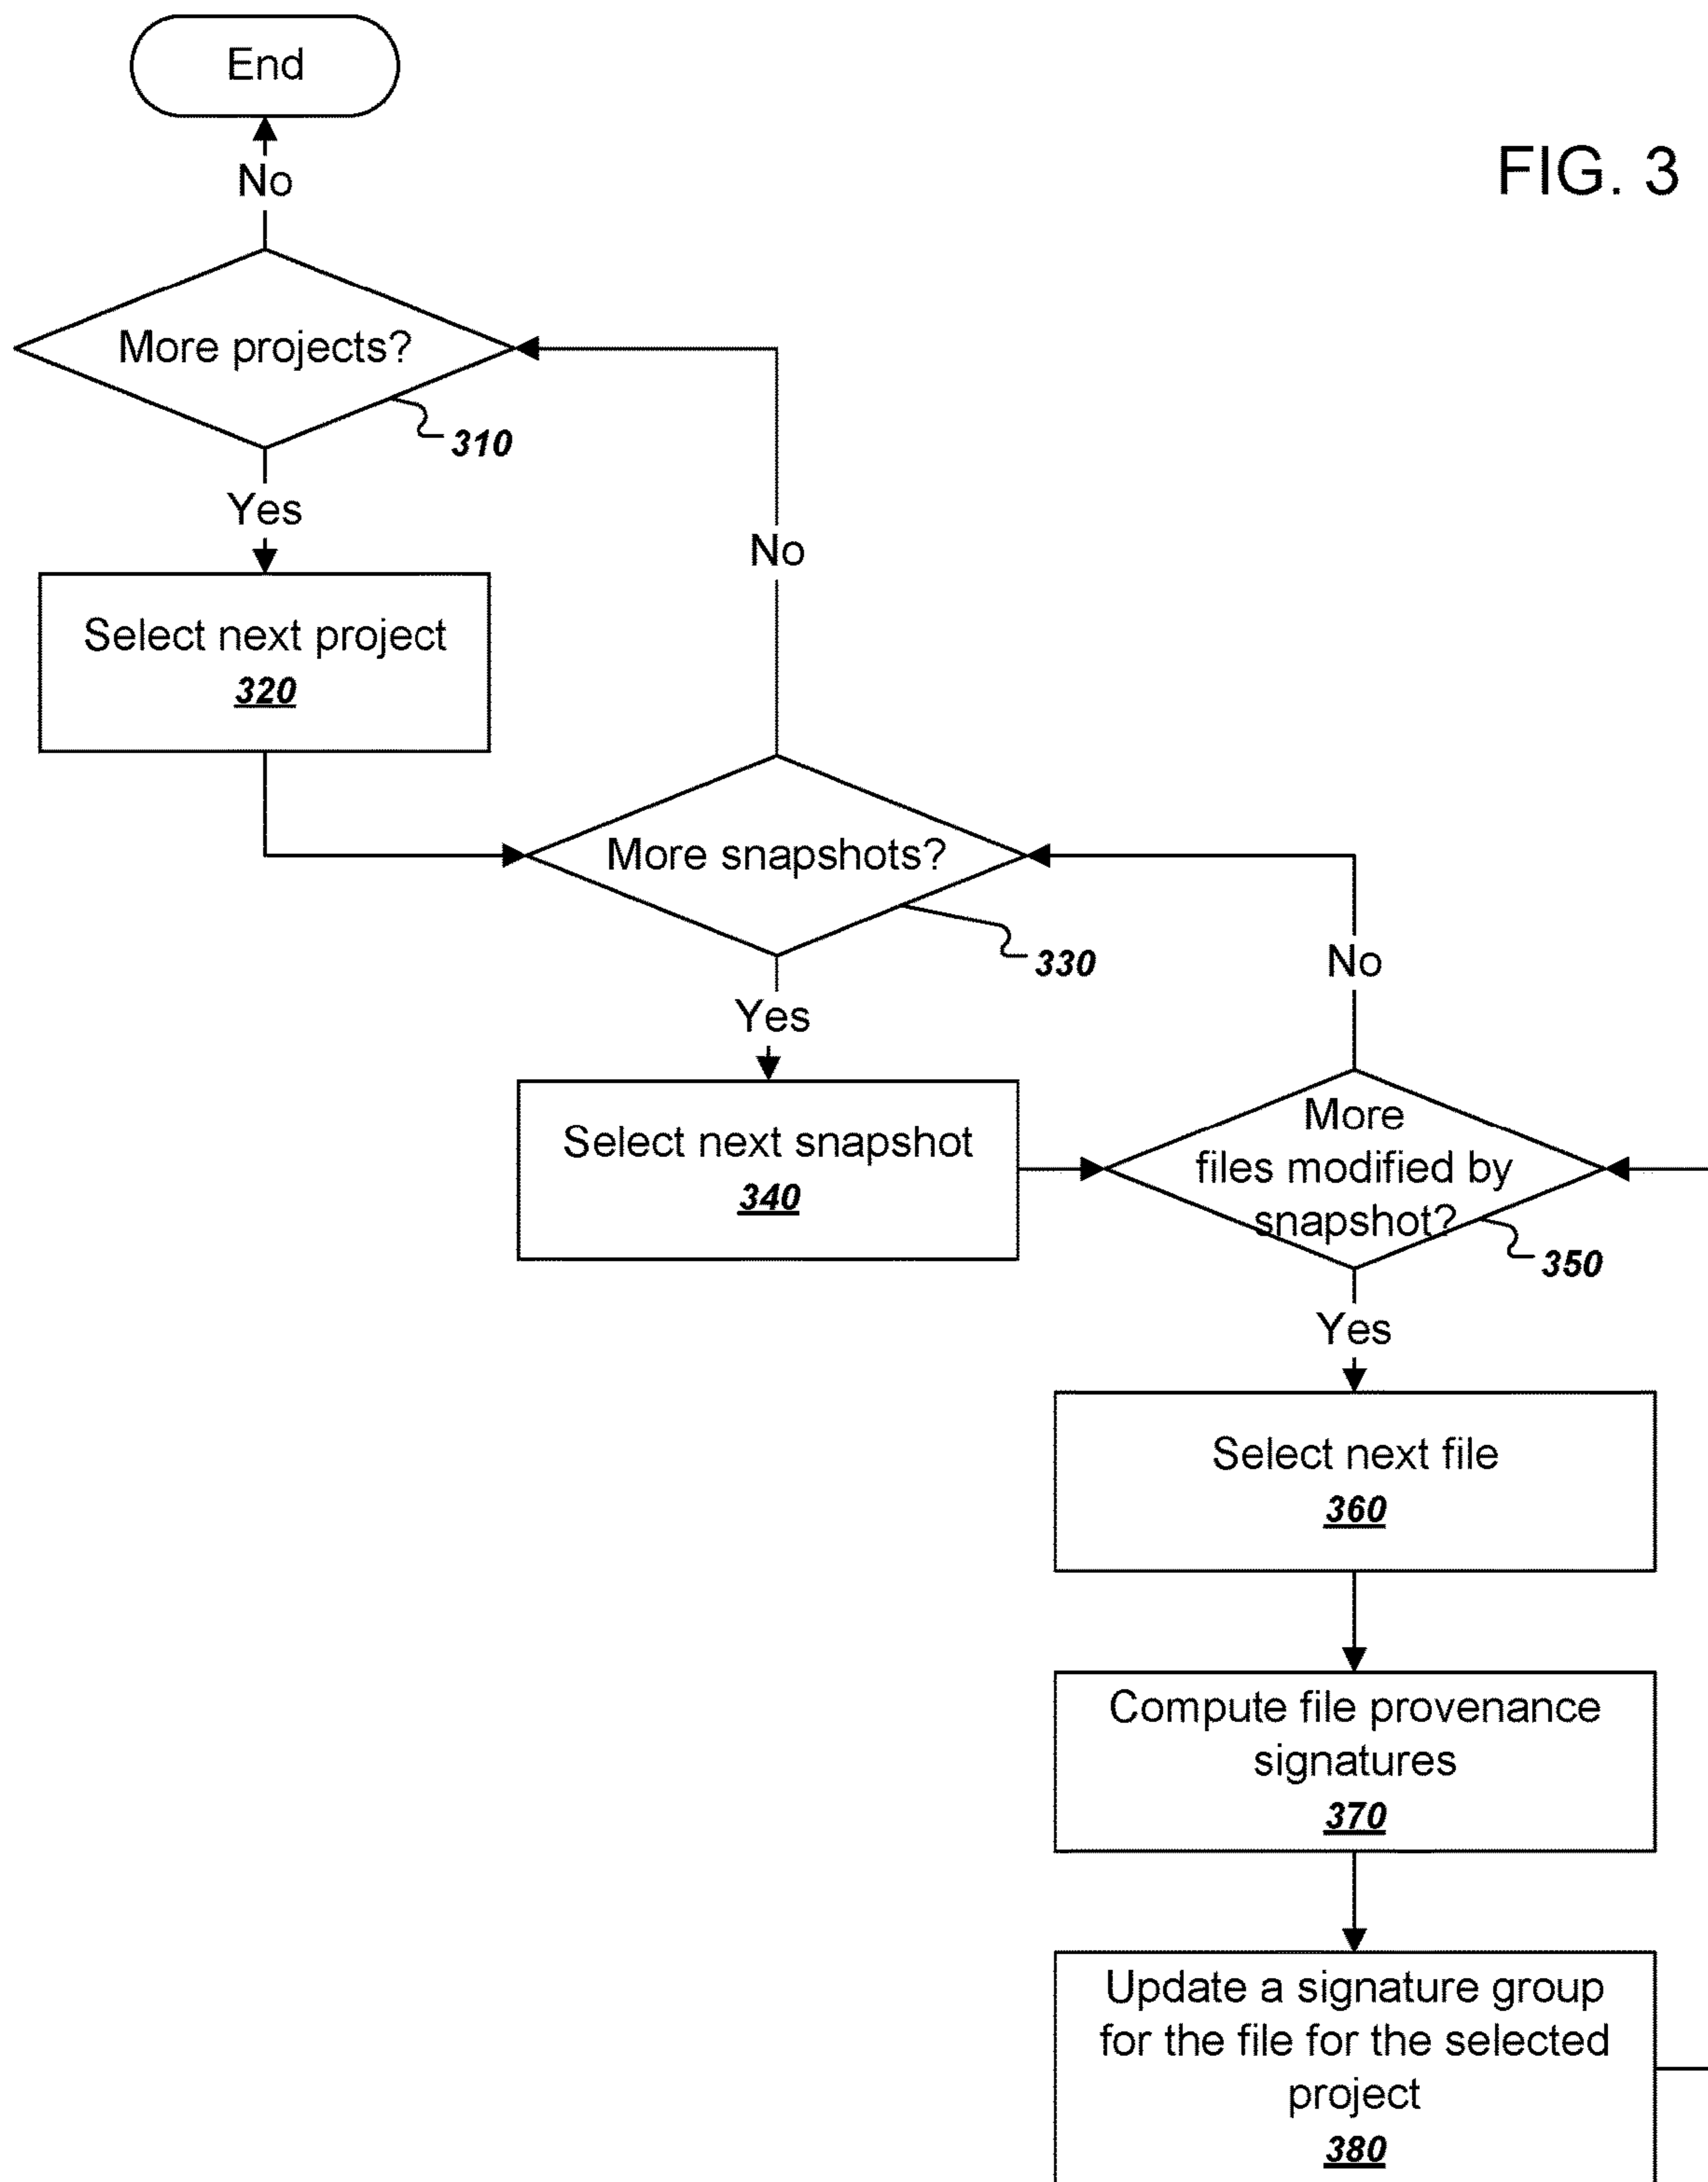 End
No
FIG. 3
More projects?
310
Yes
No
Select next project
320
More snapshots?
330
No
Yes
Select next snapshot
340
More
files modified by
snapshot?
350
Yes
Select next file
360
Compute file provenance
signatures
370
Update a signature group
for the file for the selected
project
380